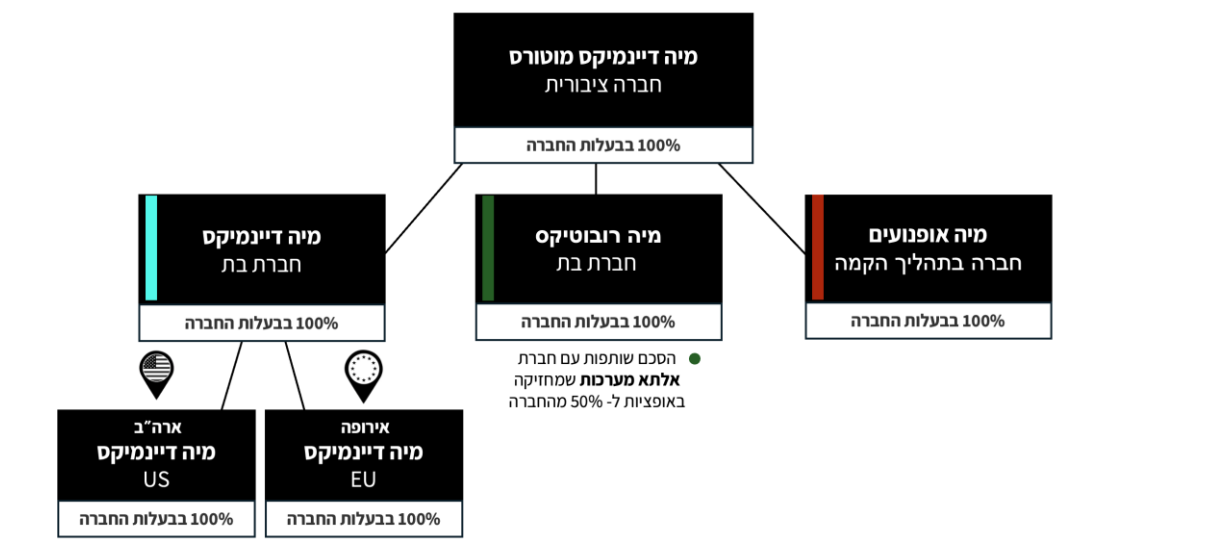 מיה דיינמיקס מוטורס
חברה ציבורית
100% בבעלות החברה
מיה אופנועים
חברה בתהליך הקמה
100% בבעלות החברה
מיה רובוטיקס
חברת בת
100% בבעלות החברה
הסכם שותפות עם חברת
אלתא מערכות שמחזיקה
באופציות ל- 50% מהחברה
מיה דיינמיקס
חברת בת
100% בבעלות החברה
אירופה
מיה דיינמיקס
EU
100% בבעלות החברה
ארה״ב
מיה דיינמיקס
US
100% בבעלות החברה